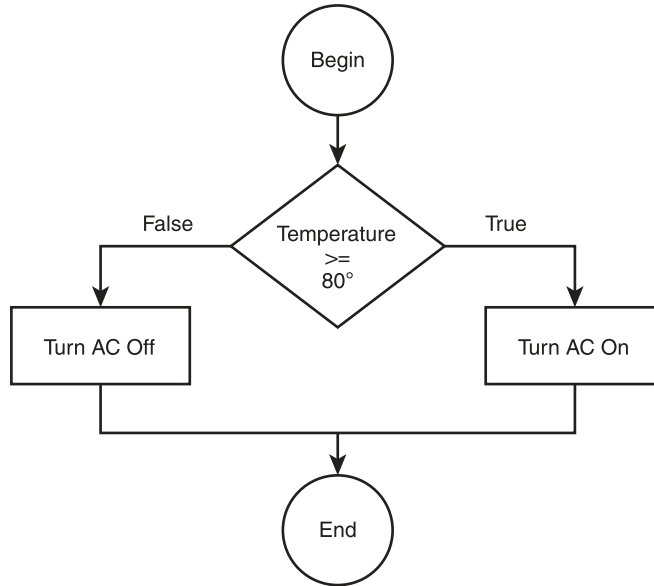 Begin
False
True
Temperature
>=
80°
Turn AC Off
Turn AC On
End